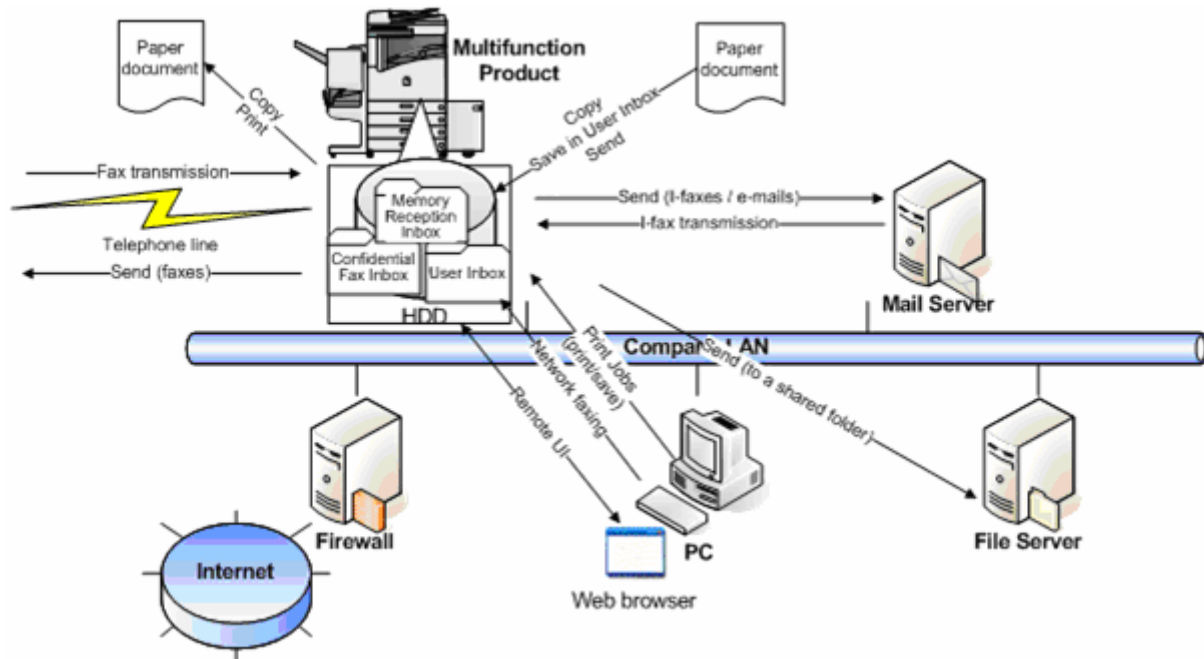 Paper
document
Multifunction
Product
Paper
document
Copy
Print
Copy
Save in User Inbox
Send
Fax transmission
Telephone line
Send (faxes)
Memory
Reception
Inbox
Confidential
Fax Inbox
User Inbox
HDD
Send (I-faxes / e-mails)
I-fax transmission
Mail Server
Company LAN
Print Jobs
(print/save)
Network faxing
Remote UI
Send (to a shared folder)
Firewall
Internet
PC
Web browser
File Server